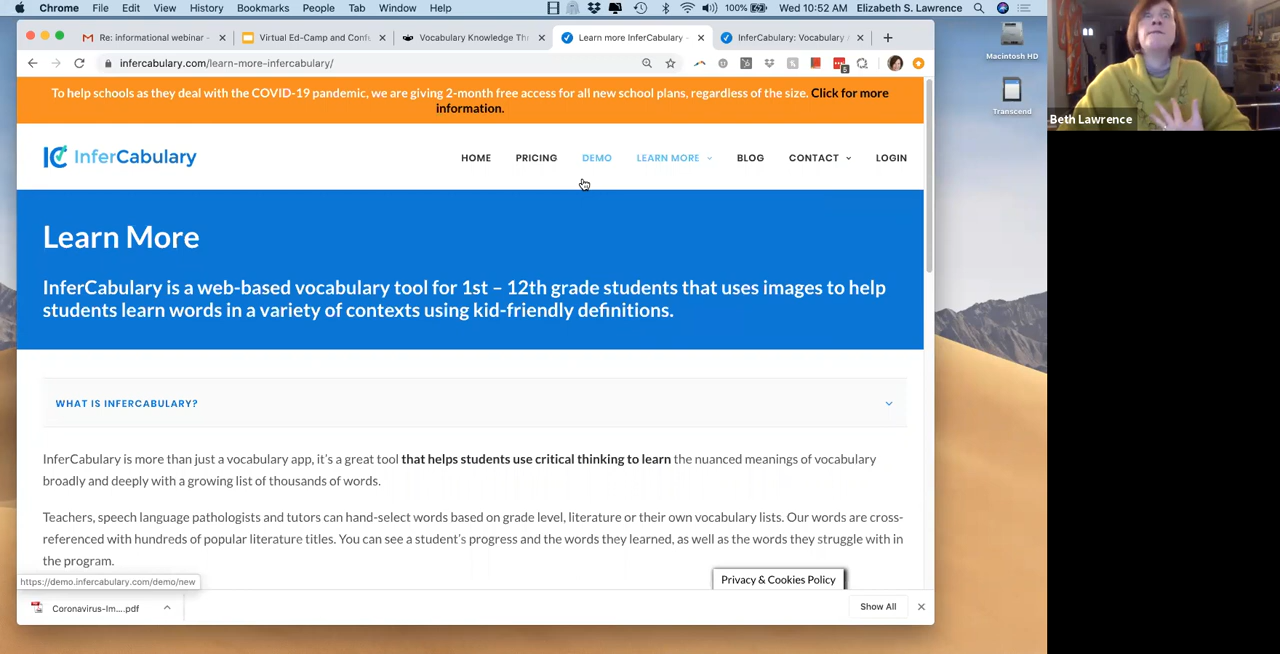 Chrome File Edit View History Bookmarks People Tab Window Help 100% Wed 10:52 AM Elizabeth S. Lawrence
Re: informational webinar - Virtual Ed-Camp and Conf Vocabulary Knowledge Thr Learn more InferCabulary - InferCabulary: Vocabulary
infercabulary.com/learn-more-infercabulary/ 5
Macintosh HD
Transcend
Beth Lawrence
To help schools as they deal with the COVID-19 pandemic, we are giving 2-month free access for all new school plans, regardless of the size. Click for more
information.
IC InferCabulary
HOME PRICING DEMO LEARN MORE BLOG CONTACT LOGIN
Learn More
InferCabulary is a web-based vocabulary tool for 1st – 12th grade students that uses images to help
students learn words in a variety of contexts using kid-friendly definitions.
WHAT IS INFERCABULARY?
InferCabulary is more than just a vocabulary app, it's a great tool that helps students use critical thinking to learn the nuanced meanings of vocabulary
broadly and deeply with a growing list of thousands of words.
Teachers, speech language pathologists and tutors can hand-select words based on grade level, literature or their own vocabulary lists. Our words are cross-
referenced with hundreds of popular literature titles. You can see a student's progress and the words they learned, as well as the words they struggle with in
the program.
Privacy & Cookies Policy
https://demo.infercabulary.com/demo/new
Coronavirus-Im....pdf Show All